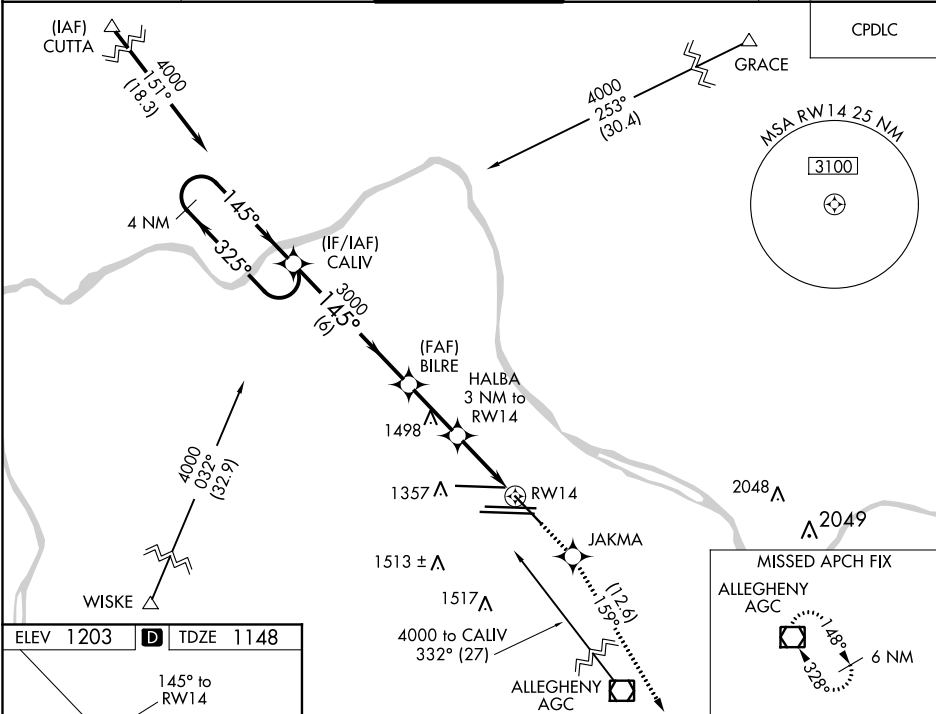 (IAF)
CUTTA
4000
151°
(18.3)
GRACE
4000
253°
(30.4)
CPDLC
MSA RW14 25 NM
3100
4 NM
145°
325°
(IF/IAF)
CALIV
3000
145°
(6)
(FAF)
BILRE
HALBA
3 NM to
RW14
1498
1357
RW14
4000
032°
(32.9)
WISKE
2048
2049
JAKMA
1513 ±
1517
(12.6)
159°
4000 to CALIV
332° (27)
ALLEGHENY
AGC
MISSED APCH FIX
ALLEGHENY
AGC
148°
328°
6 NM
ELEV 1203 D TDZE 1148
145° to
RW14